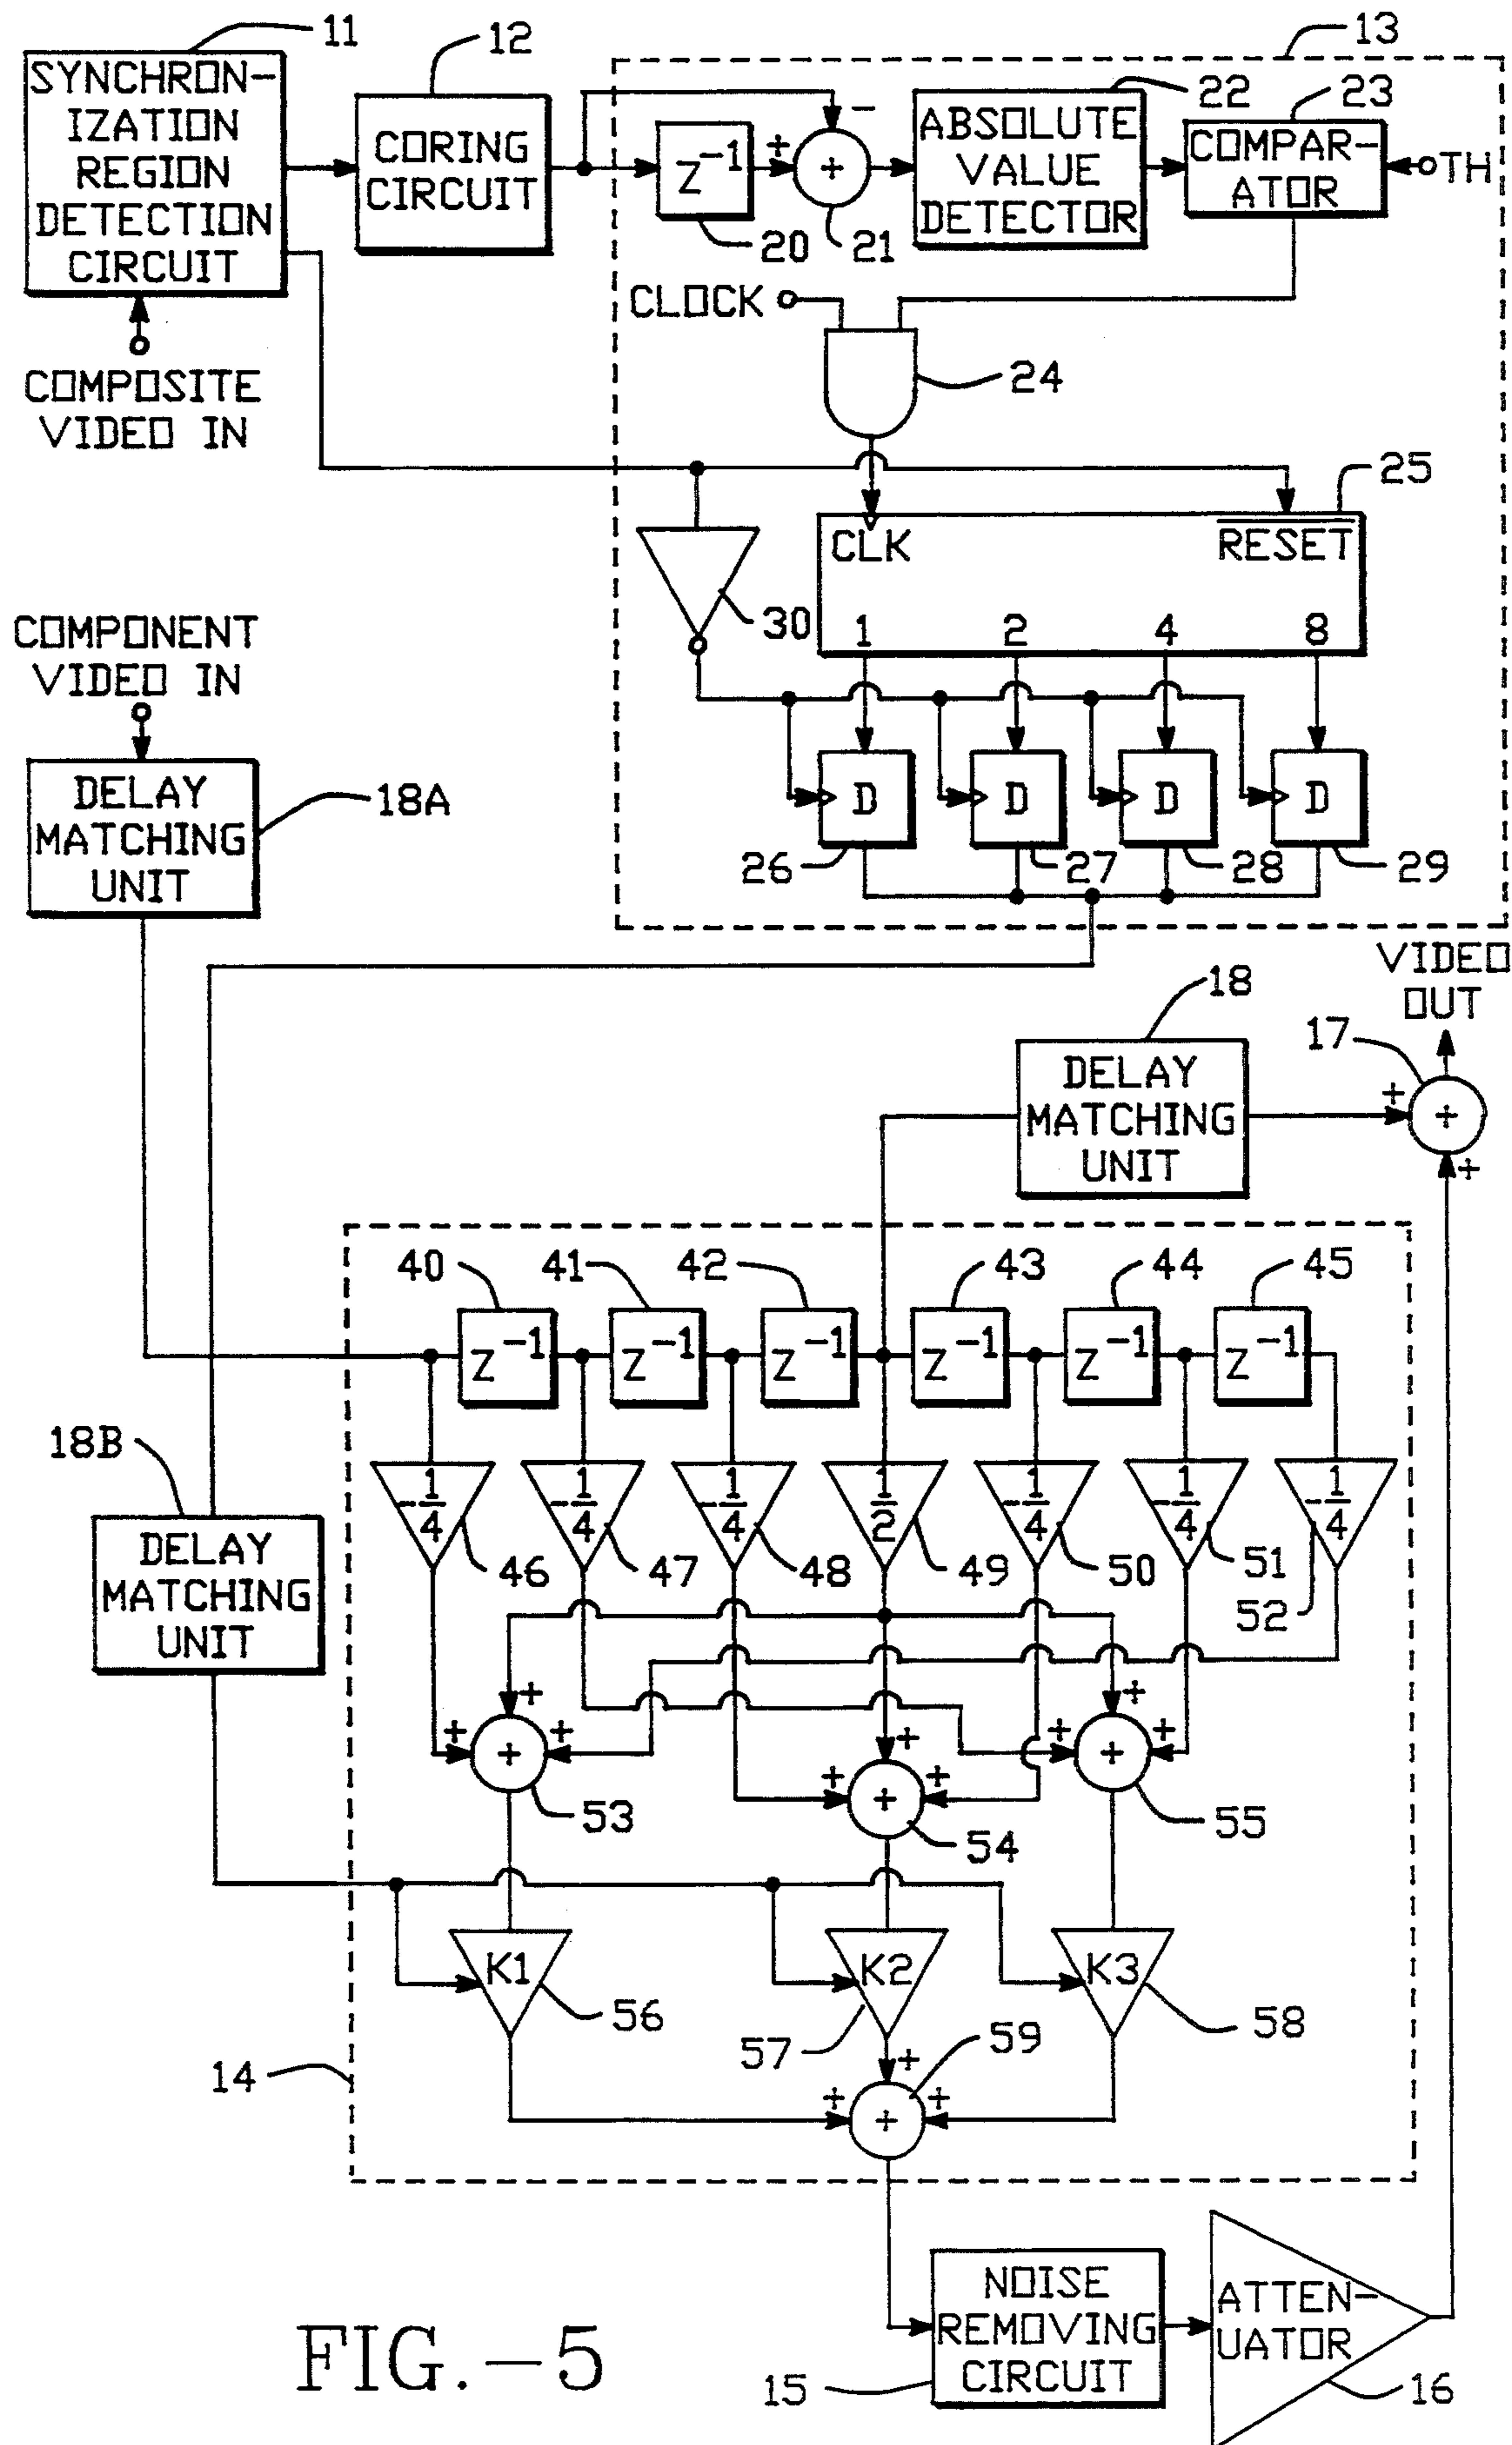 11
12
13
SYNCHRON-
IZATION
REGION
DETECTION
CIRCUIT
CORING
CIRCUIT
Z⁻¹
20
+
-
+
21
22
ABSOLUTE
VALUE
DETECTOR
23
COMPAR-
ATOR
TH
COMPOSITE
VIDEO IN
CLOCK
24
25
CLK
RESET
30
1 2 4 8
D D D D
26 27 28 29
COMPONENT
VIDEO IN
DELAY
MATCHING
UNIT
18A
VIDEO
OUT
18
17
DELAY
MATCHING
UNIT
+
+
+
40 41 42 43 44 45
Z⁻¹ Z⁻¹ Z⁻¹ Z⁻¹ Z⁻¹ Z⁻¹
18B
DELAY
MATCHING
UNIT
-1/4 -1/4 -1/4 1/2 -1/4 -1/4 -1/4
46 47 48 49 50 51 52
+ +
+ + + + + + + +
+ + +
+
53 54 55
K1 K2 K3
56 57 58
59
+
+ + +
14
NOISE
REMOVING
CIRCUIT
15
ATTEN-
UATOR
16
FIG.-5